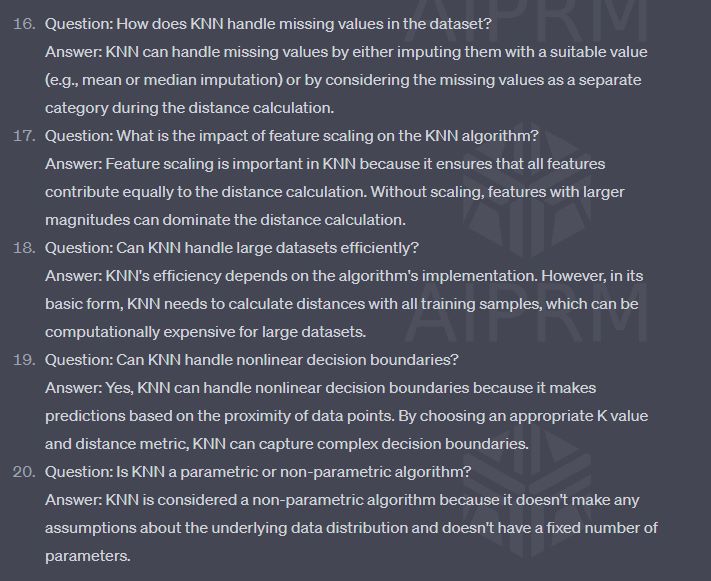 16. Question: How does KNN handle missing values in the dataset?
Answer: KNN can handle missing values by either imputing them with a suitable value
(e.g., mean or median imputation) or by considering the missing values as a separate
category during the distance calculation.
17. Question: What is the impact of feature scaling on the KNN algorithm?
Answer: Feature scaling is important in KNN because it ensures that all features
contribute equally to the distance calculation. Without scaling, features with larger
magnitudes can dominate the distance calculation.
18. Question: Can KNN handle large datasets efficiently?
Answer: KNN's efficiency depends on the algorithm's implementation. However, in its
basic form, KNN needs to calculate distances with all training samples, which can be
computationally expensive for large datasets.
19. Question: Can KNN handle nonlinear decision boundaries?
Answer: Yes, KNN can handle nonlinear decision boundaries because it makes
predictions based on the proximity of data points. By choosing an appropriate K value
and distance metric, KNN can capture complex decision boundaries.
20. Question: Is KNN a parametric or non-parametric algorithm?
Answer: KNN is considered a non-parametric algorithm because it doesn't make any
assumptions about the underlying data distribution and doesn't have a fixed number of
parameters.
AIPRM
AIPRM